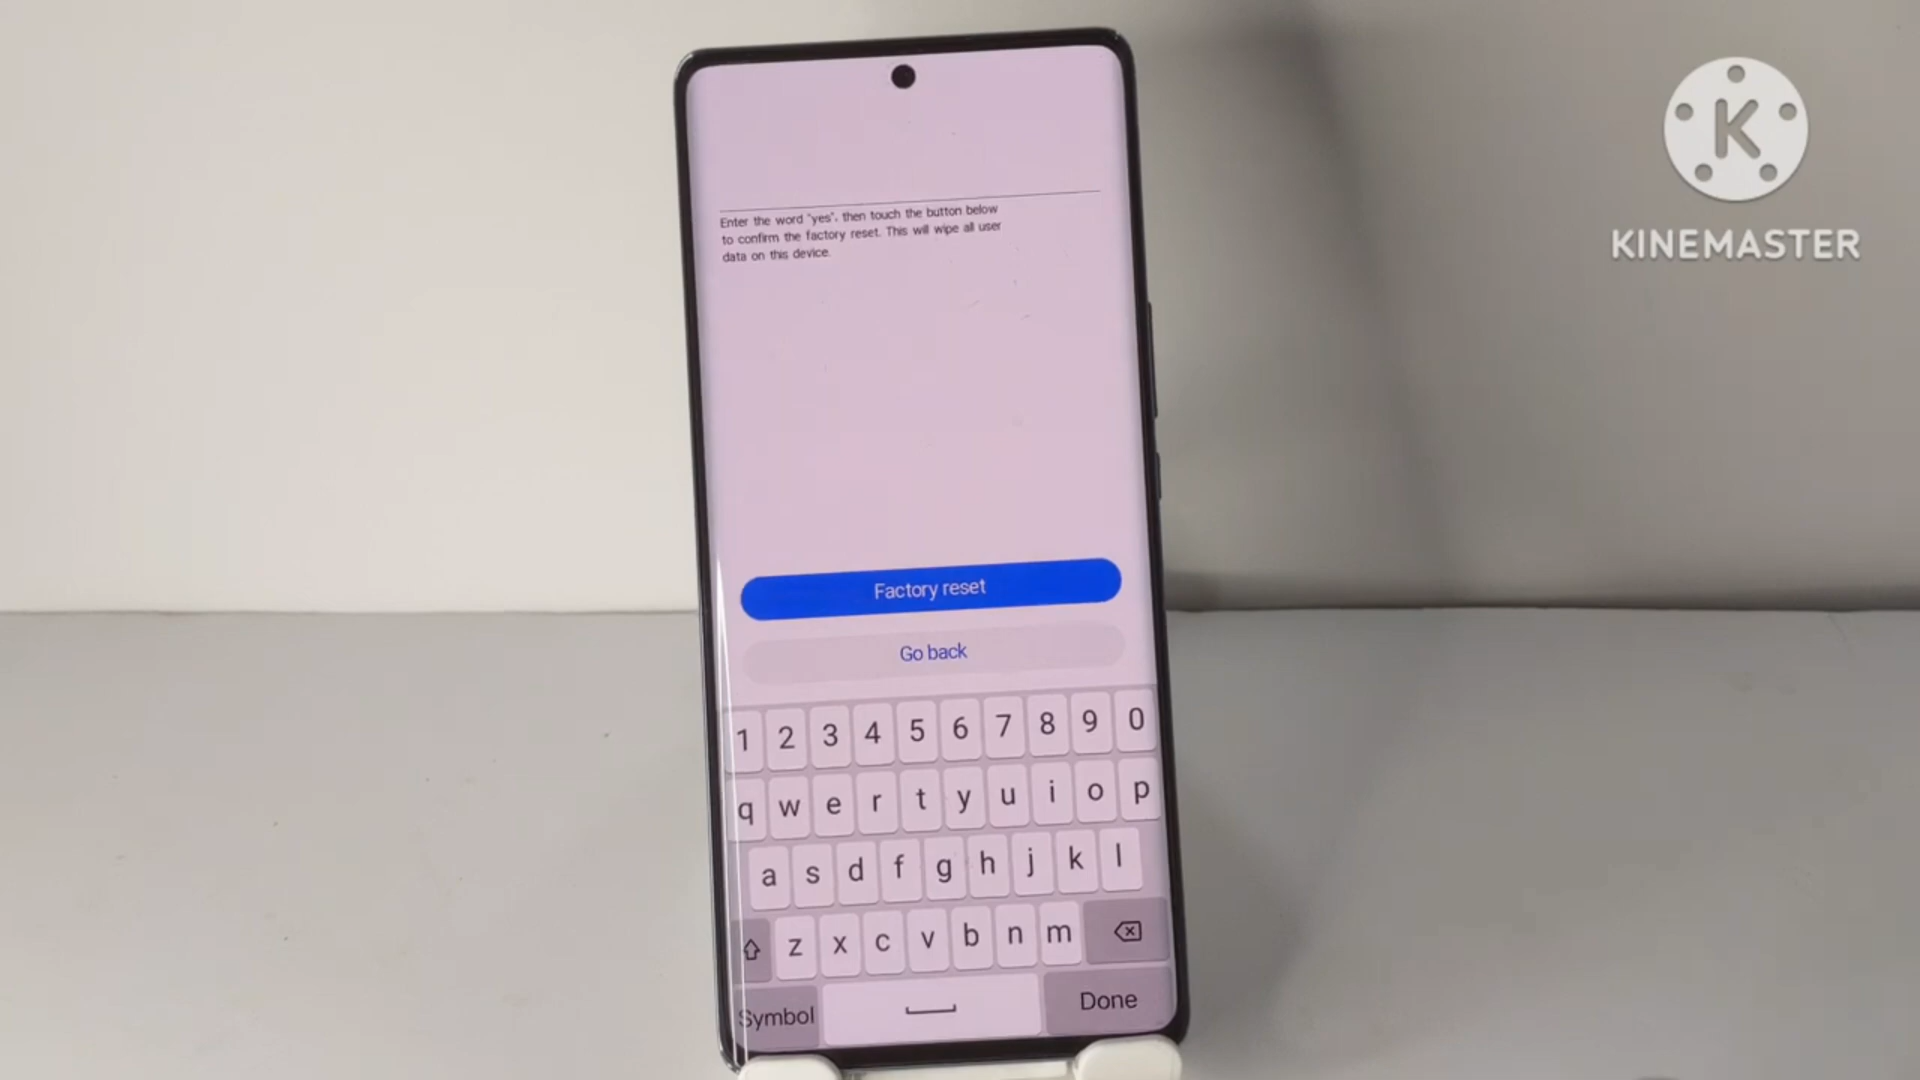 K
KINEMASTER
Enter the word "yes", then touch the button below
to confirm the factory reset. This will wipe all user
data on this device.
Factory reset
Go back
1 2 3 4 5 6 7 8 9 0
q w e r t y u i o p
a s d f g h j k l
z x c v b n m
Symbol Done